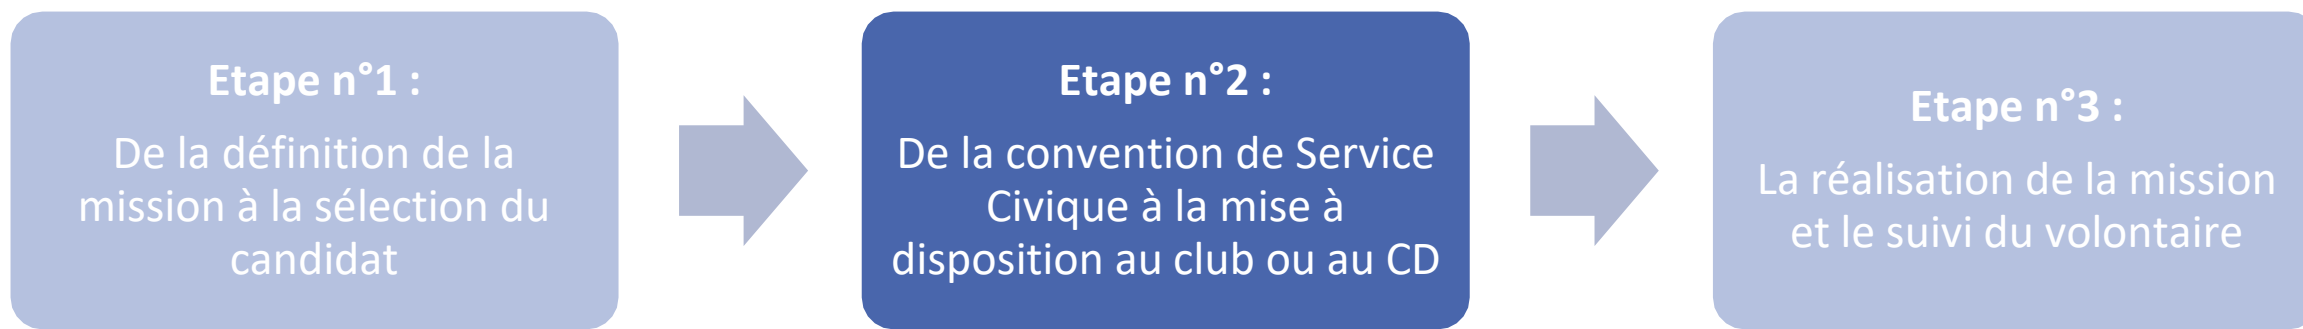 Etape n°1 :
De la définition de la
mission à la sélection du
candidat
Etape n°2 :
De la convention de Service
Civique à la mise à
disposition au club ou au CD
Etape n°3 :
La réalisation de la mission
et le suivi du volontaire